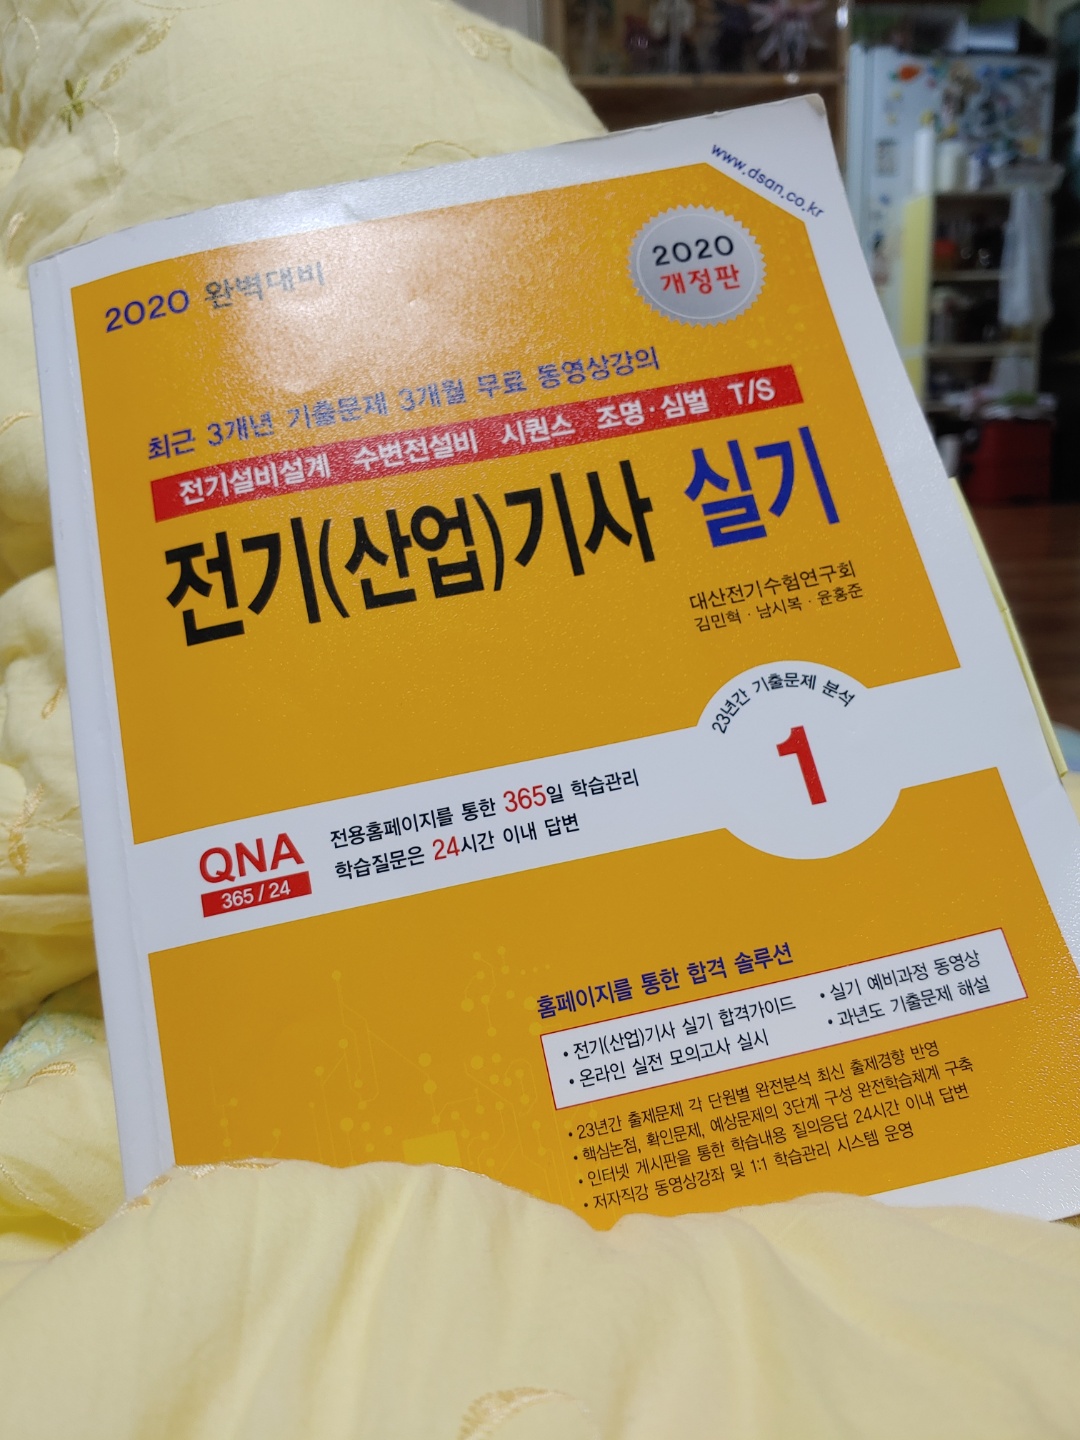 www.dsan.co.kr
2020 완벽대비
2020
개정판
최근 3개년 기출문제 3개월 무료 동영상강의
전기설비설계 수변전설비 시퀀스 조명·심벌 T/S
전기(산업)기사 실기
대산전기수험연구회
김민혁·남시복·윤홍준
23년간 기출문제 분석
1
QNA
365/24
전용홈페이지를 통한 365일 학습관리
학습질문은 24시간 이내 답변
홈페이지를 통한 합격 솔루션
• 전기(산업)기사 실기 합격가이드 • 실기 예비과정 동영상
• 온라인 실전 모의고사 실시 • 과년도 기출문제 해설
• 23년간 출제문제 각 단원별 완전분석 최신 출제경향 반영
• 핵심논점, 확인문제, 예상문제의 3단계 구성 완전학습체계 구축
• 인터넷 게시판을 통한 학습내용 질의응답 24시간 이내 답변
• 저자직강 동영상강좌 및 1:1 학습관리 시스템 운영